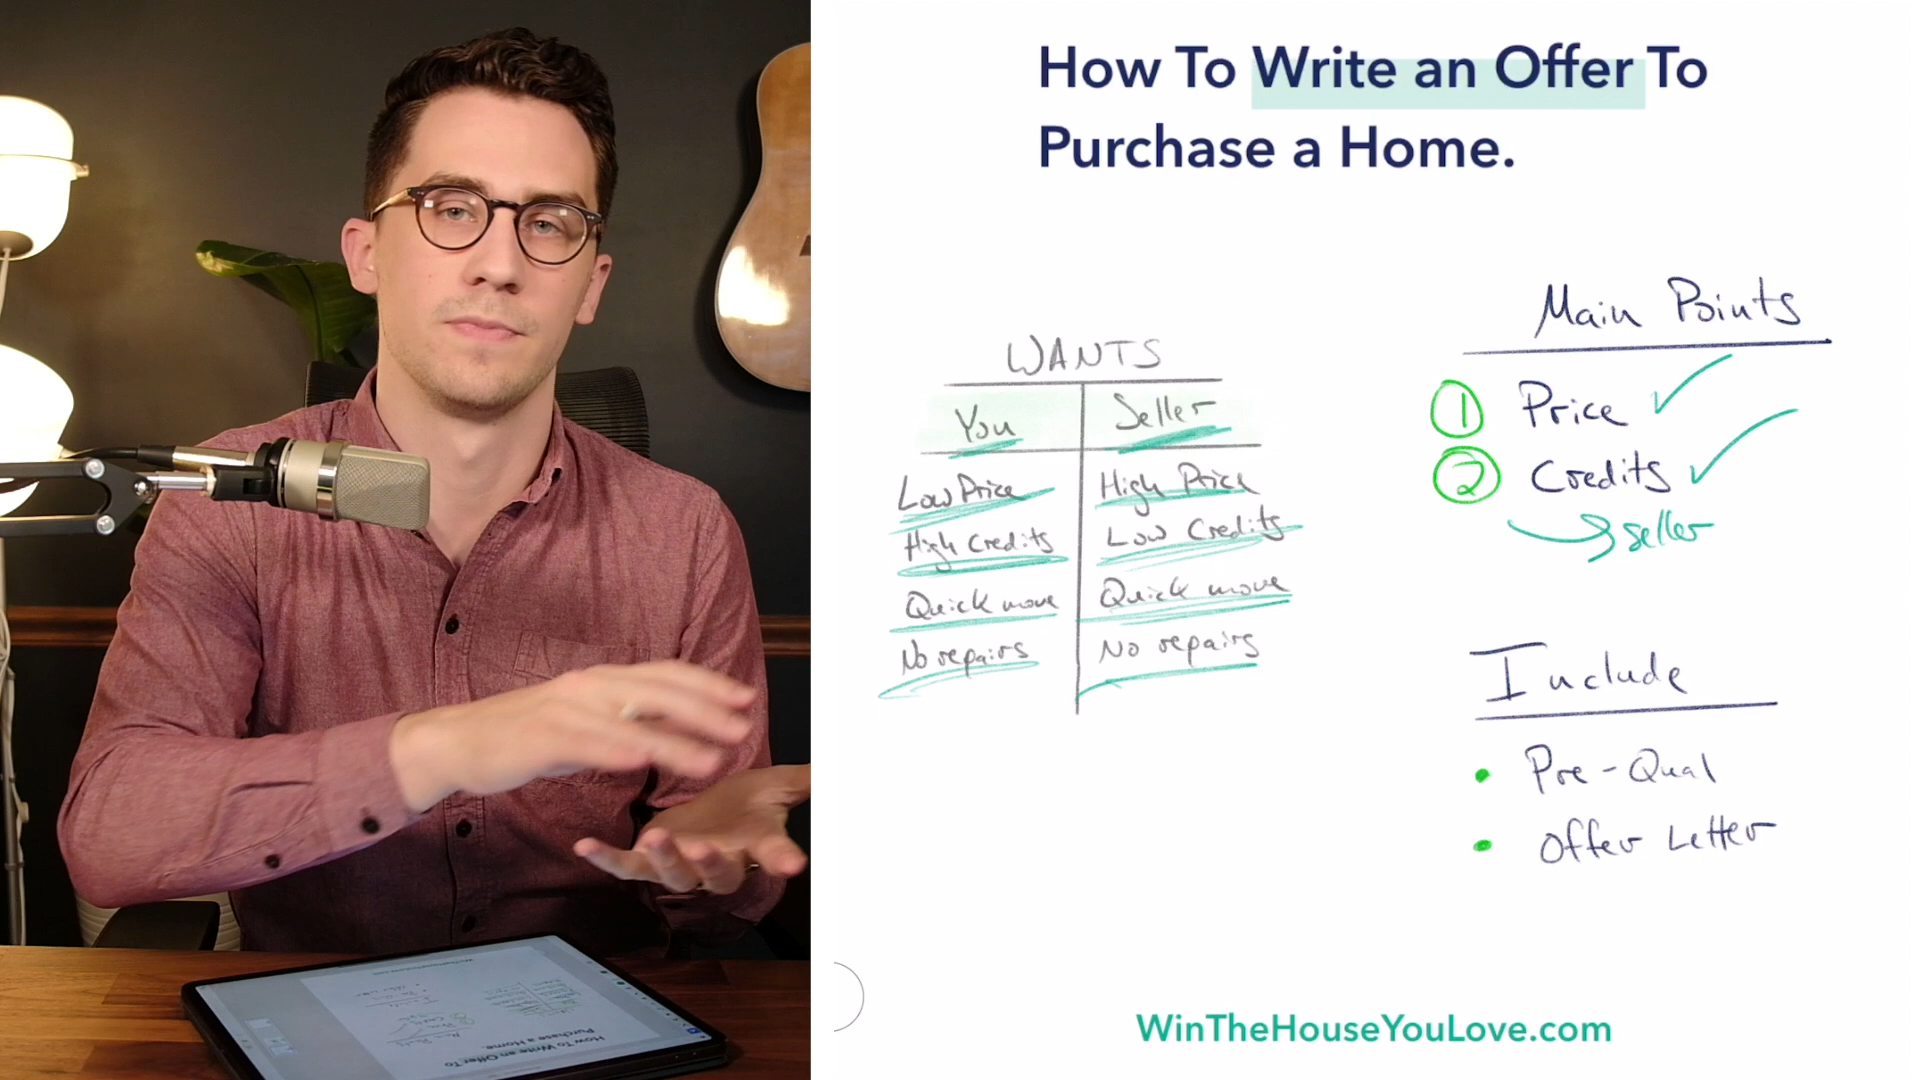 How To Write an Offer To
Purchase a Home.
WANTS
You Seller
Low Price High Price
High Credits Low Credits
Quick move Quick move
No repairs No repairs
Main Points
1 Price
2 Credits
seller
Include
• Pre-Qual
• Offer Letter
WinTheHouseYouLove.com